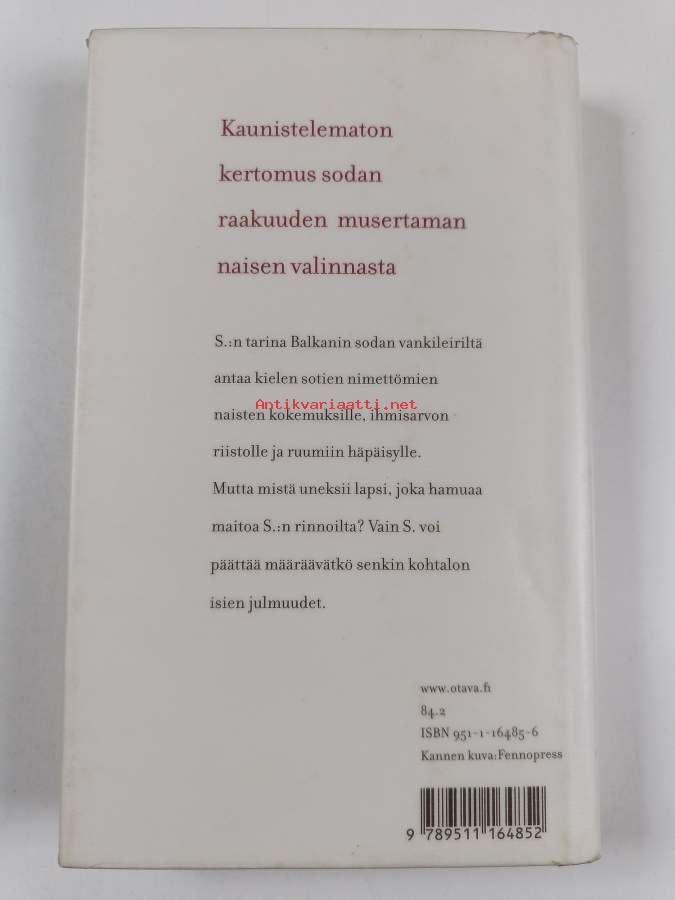 Kaunistelematon
kertomus sodan
raakuuden musertaman
naisen valinnasta
S.:n tarina Balkanin sodan vankileiriltä
antaa kielen sotien nimettömien
Antikvariaatti.net
naisten kokemuksille, ihmisarvon
riistolle ja ruumiin häpäisylle.
Mutta mistä uneksii lapsi, joka hamuaa
maitoa S.:n rinnoilta? Vain S. voi
päättää määräävätkö senkin kohtalon
isien julmuudet.
www.otava.fi
84.2
ISBN 951-1-16485-6
Kannen kuva:Fennopress
9 789511 164852